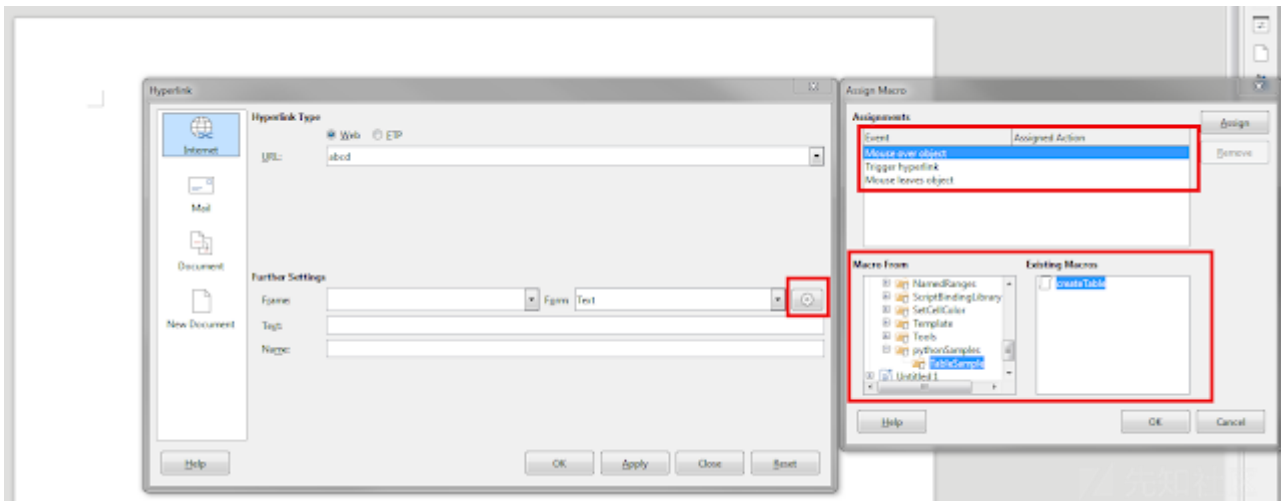 Hyperlink
Internet
Mail
Document
New Document
Hyperlink Type
Web FTP
URL: abcd
Further Settings
Frame: Form: Text
Text:
Name:
Help OK Apply Close Reset
Assign Macro
Assignments
Event Assigned Action
Mouse over object
Trigger hyperlink
Mouse leaves object
Assign
Remove
Macro From
NamedRanges
ScriptBindingLibrary
SetCellColor
Template
Tools
pythonSamples
TableSample
Untitled 1
Existing Macros
createTable
Help OK Cancel